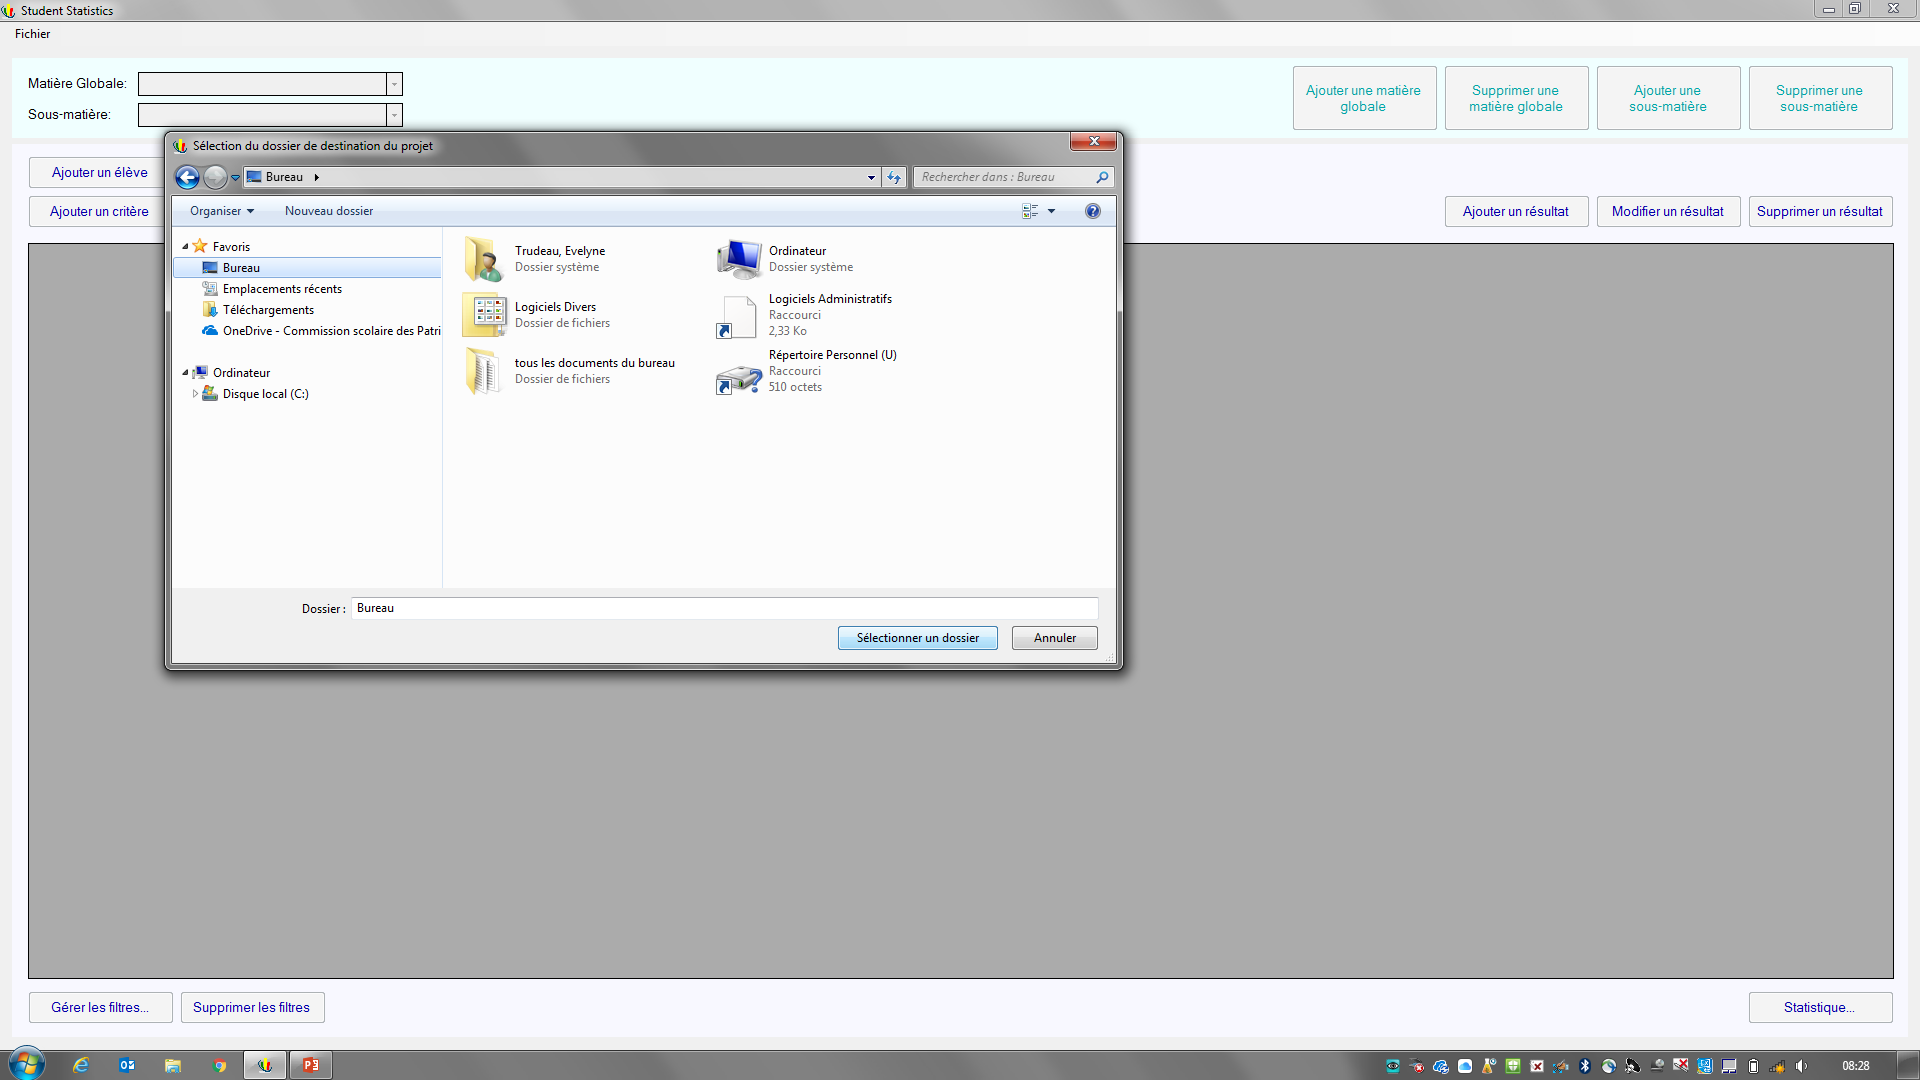 Student Statistics
Fichier
Matière Globale:
Sous-matière:
Ajouter une matière
globale
Supprimer une
matière globale
Ajouter une
sous-matière
Supprimer une
sous-matière
Ajouter un élève
Ajouter un critère
Ajouter un résultat
Modifier un résultat
Supprimer un résultat
Sélection du dossier de destination du projet
Bureau
Rechercher dans : Bureau
Organiser
Nouveau dossier
Favoris
Bureau
Emplacements récents
Téléchargements
OneDrive - Commission scolaire des Patri
Ordinateur
Disque local (C:)
Trudeau, Evelyne
Dossier système
Ordinateur
Dossier système
Logiciels Divers
Dossier de fichiers
Logiciels Administratifs
Raccourci
2,33 Ko
tous les documents du bureau
Dossier de fichiers
Répertoire Personnel (U)
Raccourci
510 octets
Dossier :
Bureau
Sélectionner un dossier
Annuler
Gérer les filtres...
Supprimer les filtres
Statistique...
08:28